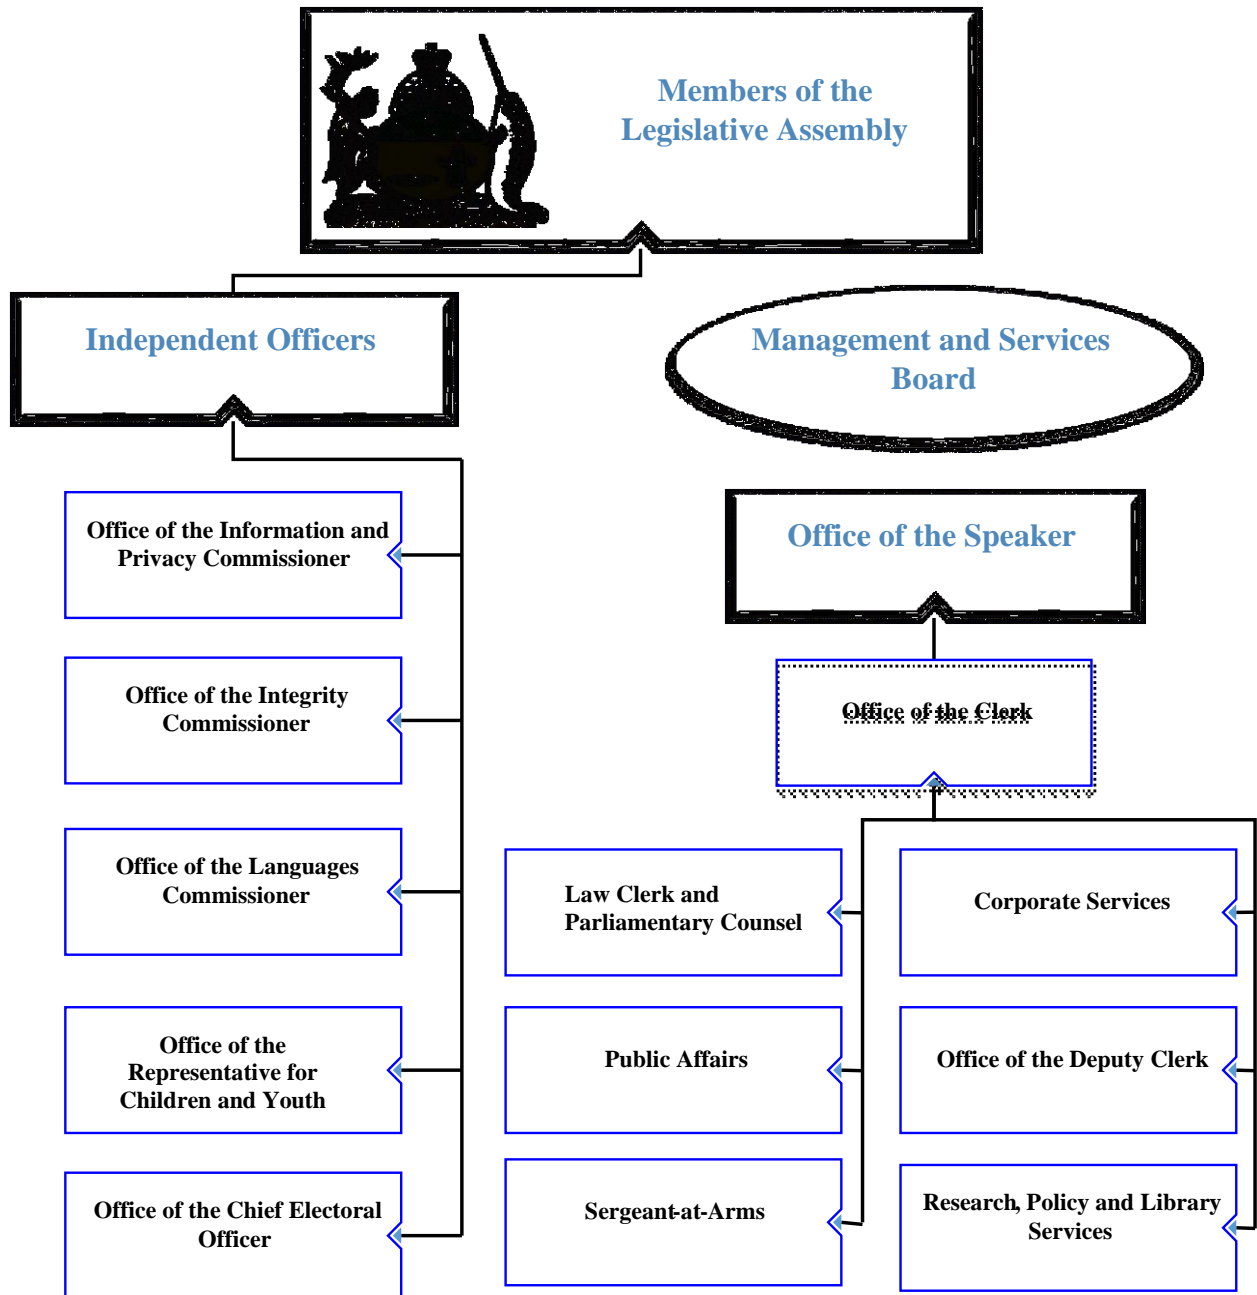 Members of the
Legislative Assembly
Independent Officers
Management and Services
Board
Office of the Information and
Privacy Commissioner
Office of the Speaker
Office of the Integrity
Commissioner
Office of the Clerk
Office of the Languages
Commissioner
Law Clerk and
Parliamentary Counsel
Corporate Services
Office of the
Representative for
Children and Youth
Public Affairs
Office of the Deputy Clerk
Office of the Chief Electoral
Officer
Sergeant-at-Arms
Research, Policy and Library
Services